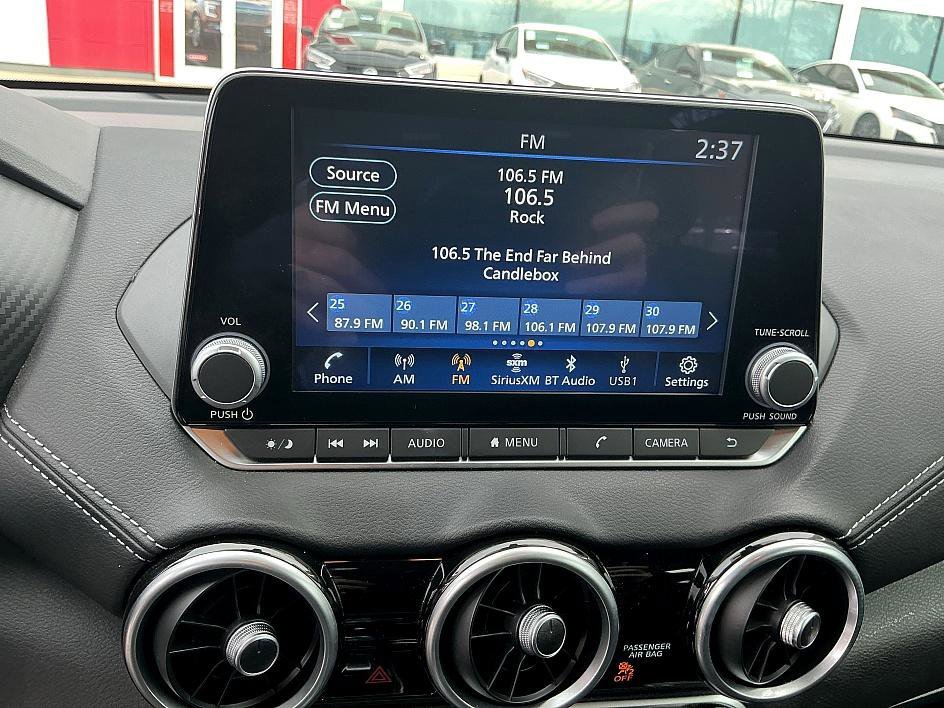 FM
2:37
Source
106.5 FM
106.5
FM Menu
Rock
106.5 The End Far Behind
Candlebox
25 26 27 28 29 30
87.9 FM 90.1 FM 98.1 FM 106.1 FM 107.9 FM 107.9 FM
VOL
TUNE-SCROLL
sxm
Phone AM FM SiriusXM BT Audio USB1 Settings
PUSH
PUSH SOUND
AUDIO MENU CAMERA
PASSENGER
AIR BAG
OFF